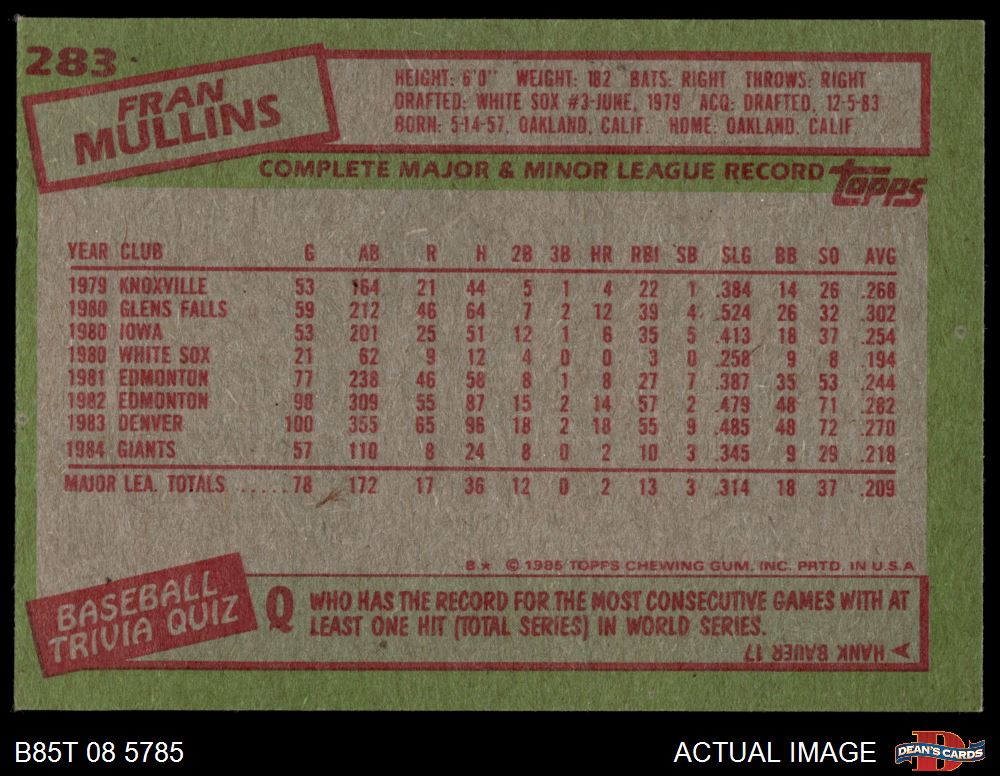 283
FRAN
MULLINS
HEIGHT: 6'0" WEIGHT: 182 BATS: RIGHT THROWS: RIGHT
DRAFTED: WHITE SOX #3-JUNE, 1979 ACQ: DRAFTED, 12-5-83
BORN: 5-14-57, OAKLAND, CALIF. HOME: OAKLAND, CALIF.
COMPLETE MAJOR & MINOR LEAGUE RECORD topps
YEAR CLUB G AB R H 2B 3B HR RBI SB SLG BB SO AVG
1979 KNOXVILLE 53 164 21 44 5 1 4 22 1 .384 14 26 .268
1980 GLENS FALLS 59 212 46 64 7 2 12 39 4 .524 26 32 .302
1980 IOWA 53 201 25 51 12 1 6 35 5 .413 18 37 .254
1980 WHITE SOX 21 62 9 12 4 0 0 3 0 .258 9 8 .194
1981 EDMONTON 77 238 46 58 8 1 8 27 7 .387 35 53 .244
1982 EDMONTON 98 309 55 87 15 2 14 57 2 .479 48 71 .282
1983 DENVER 100 355 65 96 18 2 18 55 9 .485 48 72 .270
1984 GIANTS 57 110 8 24 8 0 2 10 3 .345 9 29 .218
MAJOR LEA. TOTALS ..... 78 172 17 36 12 0 2 13 3 .314 18 37 .209
8★ © 1985 TOPPS CHEWING GUM, INC. PRTD. IN U.S.A
BASEBALL
TRIVIA QUIZ
Q WHO HAS THE RECORD FOR THE MOST CONSECUTIVE GAMES WITH AT
LEAST ONE HIT (TOTAL SERIES) IN WORLD SERIES.
A HANK BAUER 17
B85T 08 5785
ACTUAL IMAGE
D
DEAN'S CARDS